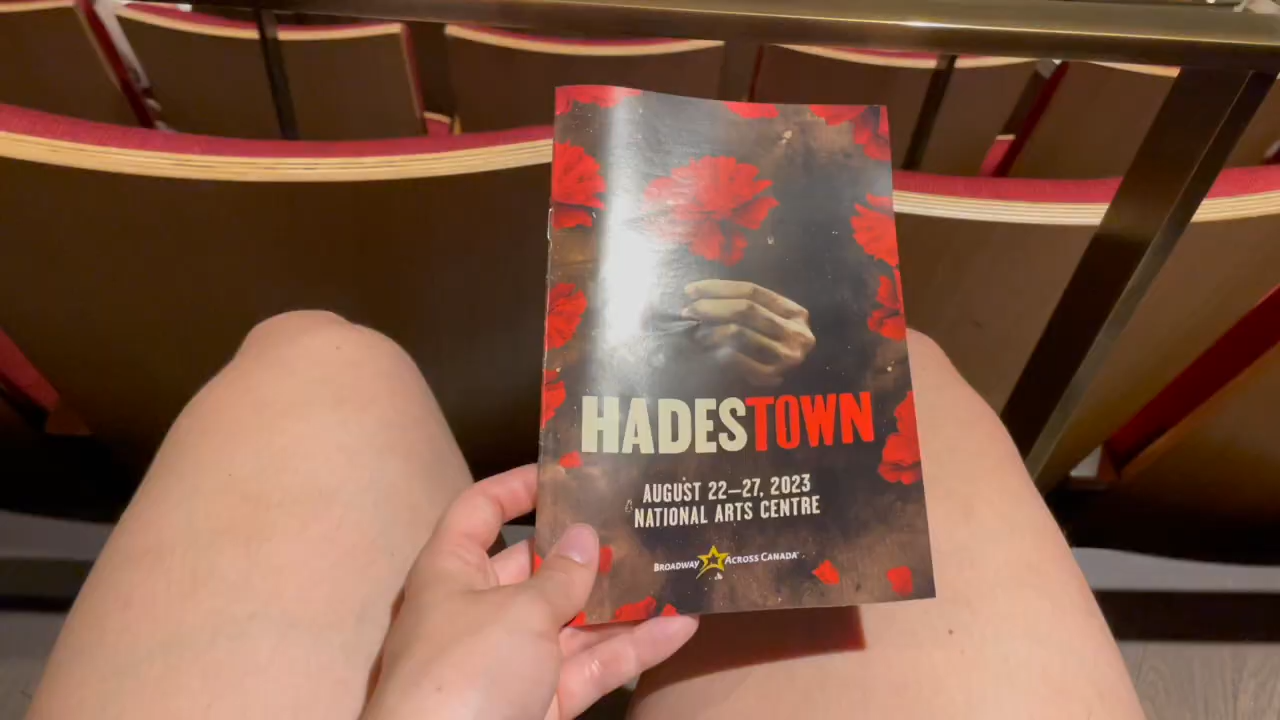 HADESTOWN
AUGUST 22–27, 2023
NATIONAL ARTS CENTRE
BROADWAY ACROSS CANADA